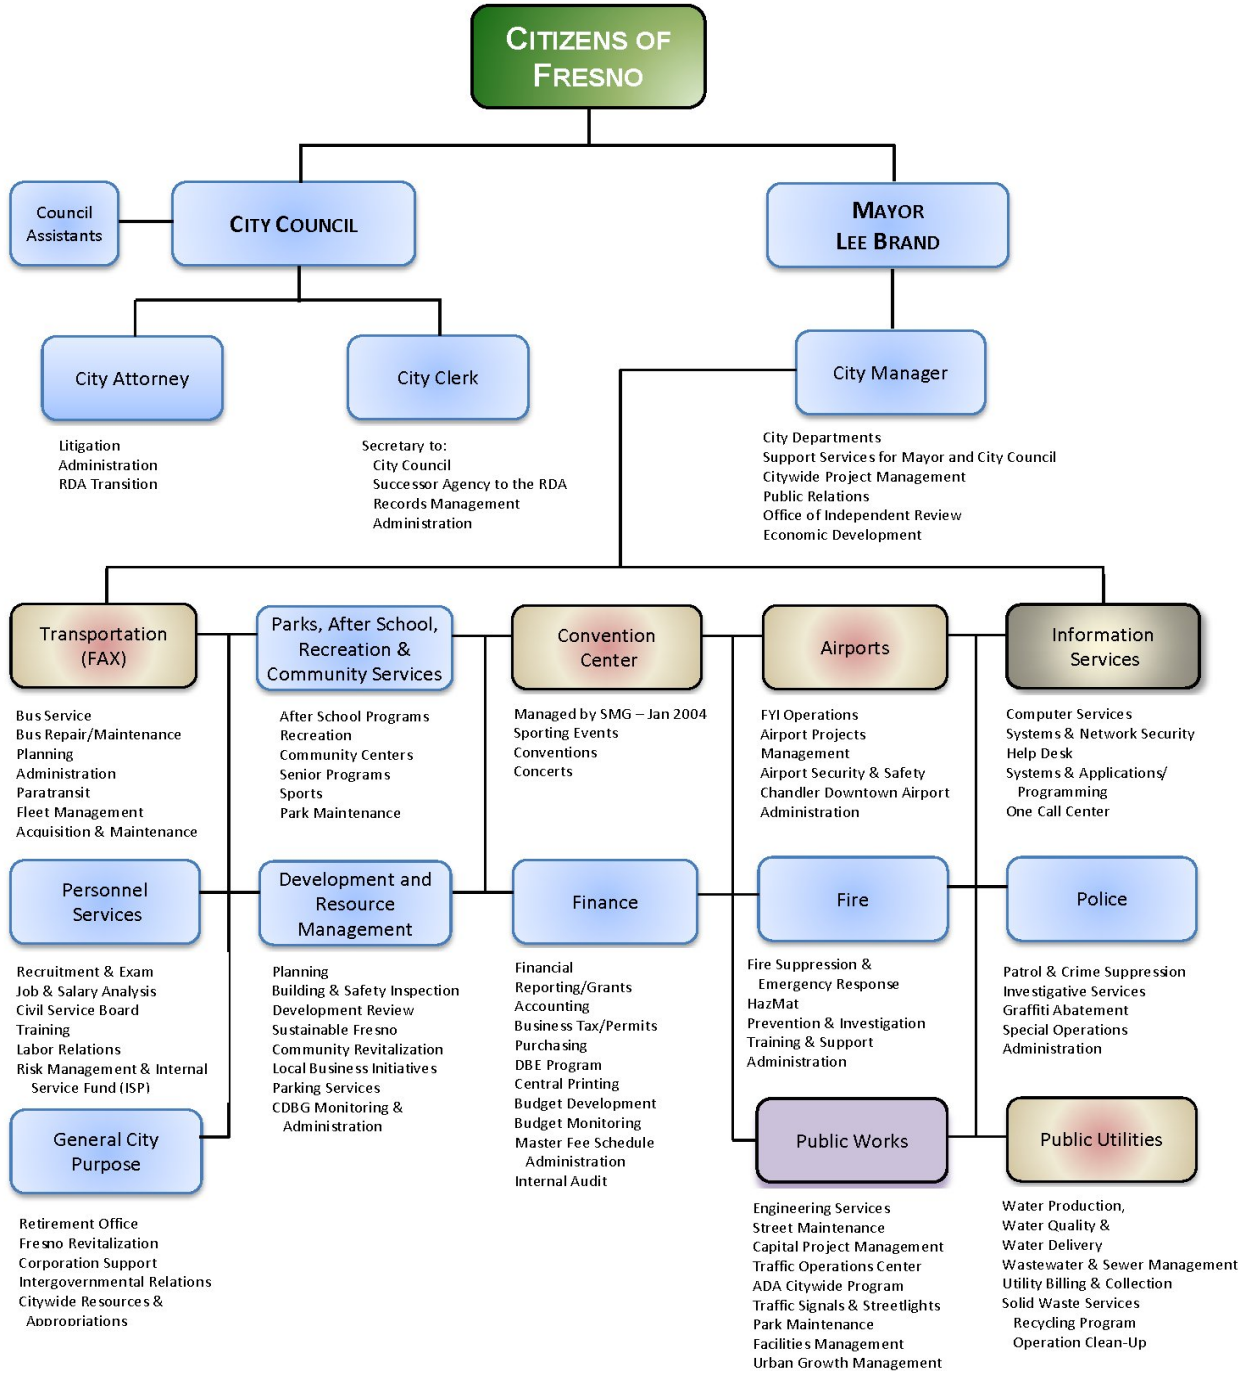 CITIZENS OF
FRESNO
Council
Assistants
CITY COUNCIL
MAYOR
LEE BRAND
City Attorney
City Clerk
City Manager
Litigation
Administration
RDA Transition
Secretary to:
City Council
Successor Agency to the RDA
Records Management
Administration
City Departments
Support Services for Mayor and City Council
Citywide Project Management
Public Relations
Office of Independent Review
Economic Development
Transportation
(FAX)
Bus Service
Bus Repair/Maintenance
Planning
Administration
Paratransit
Fleet Management
Acquisition & Maintenance
Parks, After School,
Recreation &
Community Services
After School Programs
Recreation
Community Centers
Senior Programs
Sports
Park Maintenance
Convention
Center
Managed by SMG – Jan 2004
Sporting Events
Conventions
Concerts
Airports
FYI Operations
Airport Projects
Management
Airport Security & Safety
Chandler Downtown Airport
Administration
Information
Services
Computer Services
Systems & Network Security
Help Desk
Systems & Applications/
Programming
One Call Center
Personnel
Services
Recruitment & Exam
Job & Salary Analysis
Civil Service Board
Training
Labor Relations
Risk Management & Internal
Service Fund (ISP)
Development and
Resource
Management
Planning
Building & Safety Inspection
Development Review
Sustainable Fresno
Community Revitalization
Local Business Initiatives
Parking Services
CDBG Monitoring &
Administration
Finance
Financial
Reporting/Grants
Accounting
Business Tax/Permits
Purchasing
DBE Program
Central Printing
Budget Development
Budget Monitoring
Master Fee Schedule
Administration
Internal Audit
Fire
Fire Suppression &
Emergency Response
HazMat
Prevention & Investigation
Training & Support
Administration
Police
Patrol & Crime Suppression
Investigative Services
Graffiti Abatement
Special Operations
Administration
General City
Purpose
Retirement Office
Fresno Revitalization
Corporation Support
Intergovernmental Relations
Citywide Resources &
Appropriations
Public Works
Engineering Services
Street Maintenance
Capital Project Management
Traffic Operations Center
ADA Citywide Program
Traffic Signals & Streetlights
Park Maintenance
Facilities Management
Urban Growth Management
Public Utilities
Water Production,
Water Quality &
Water Delivery
Wastewater & Sewer Management
Utility Billing & Collection
Solid Waste Services
Recycling Program
Operation Clean-Up